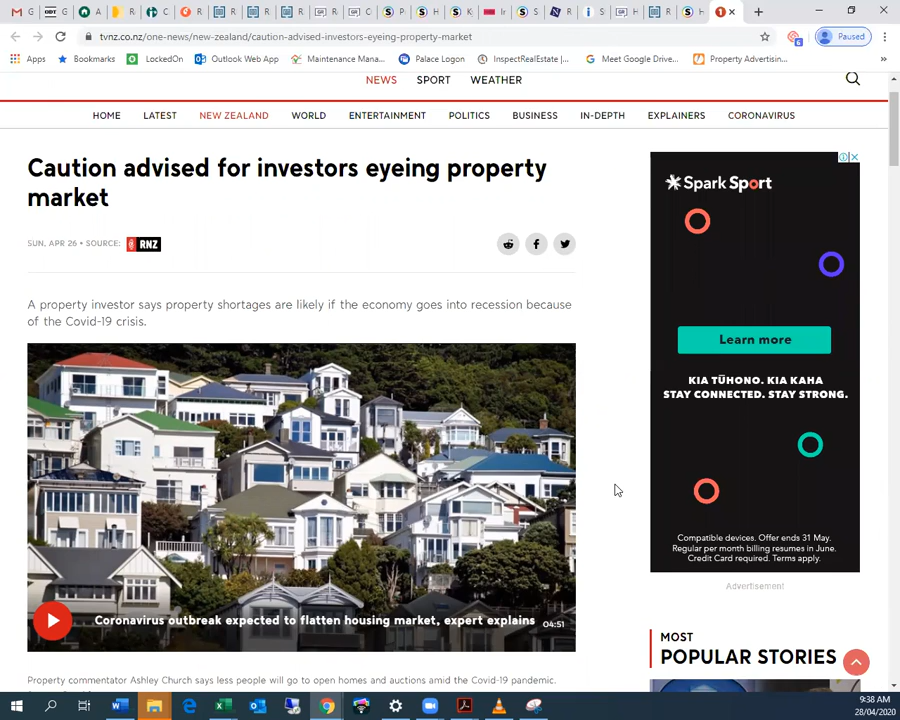 G
A
R
C
R
R
R
R
C
P
H
In
S
R
S
H
R
H
1
tvnz.co.nz/one-news/new-zealand/caution-advised-investors-eyeing-property-market
6
Paused
Apps
Bookmarks
LockedOn
Outlook Web App
Maintenance Mana...
Palace Logon
InspectRealEstate |...
Meet Google Drive...
Property Advertisin...
NEWS SPORT WEATHER
HOME LATEST NEW ZEALAND WORLD ENTERTAINMENT POLITICS BUSINESS IN-DEPTH EXPLAINERS CORONAVIRUS
Caution advised for investors eyeing property
market
SUN, APR 26 • SOURCE: RNZ
A property investor says property shortages are likely if the economy goes into recession because
of the Covid-19 crisis.
Coronavirus outbreak expected to flatten housing market, expert explains 04:51
Property commentator Ashley Church says less people will go to open homes and auctions amid the Covid-19 pandemic.
Spark Sport
Learn more
KIA TŪHONO. KIA KAHA
STAY CONNECTED. STAY STRONG.
Compatible devices. Offer ends 31 May.
Regular per month billing resumes in June.
Credit Card required. Terms apply.
Advertisement
MOST
POPULAR STORIES
9:38 AM
28/04/2020